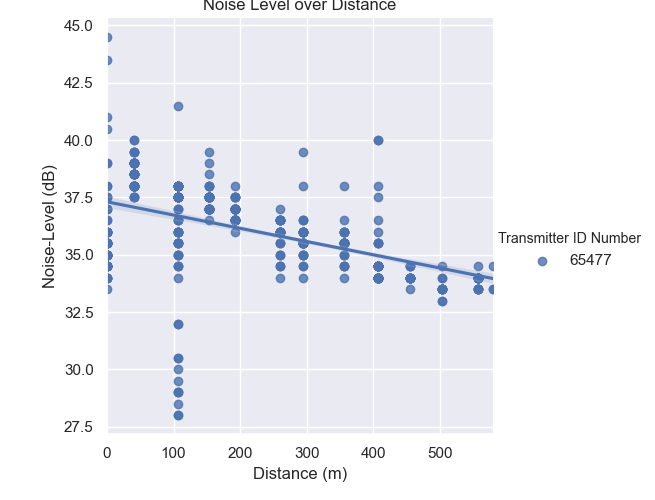 Noise Level over Distance
45.0
42.5
40.0
37.5
35.0
32.5
30.0
27.5
Noise-Level (dB)
0 100 200 300 400 500
Distance (m)
Transmitter ID Number
65477